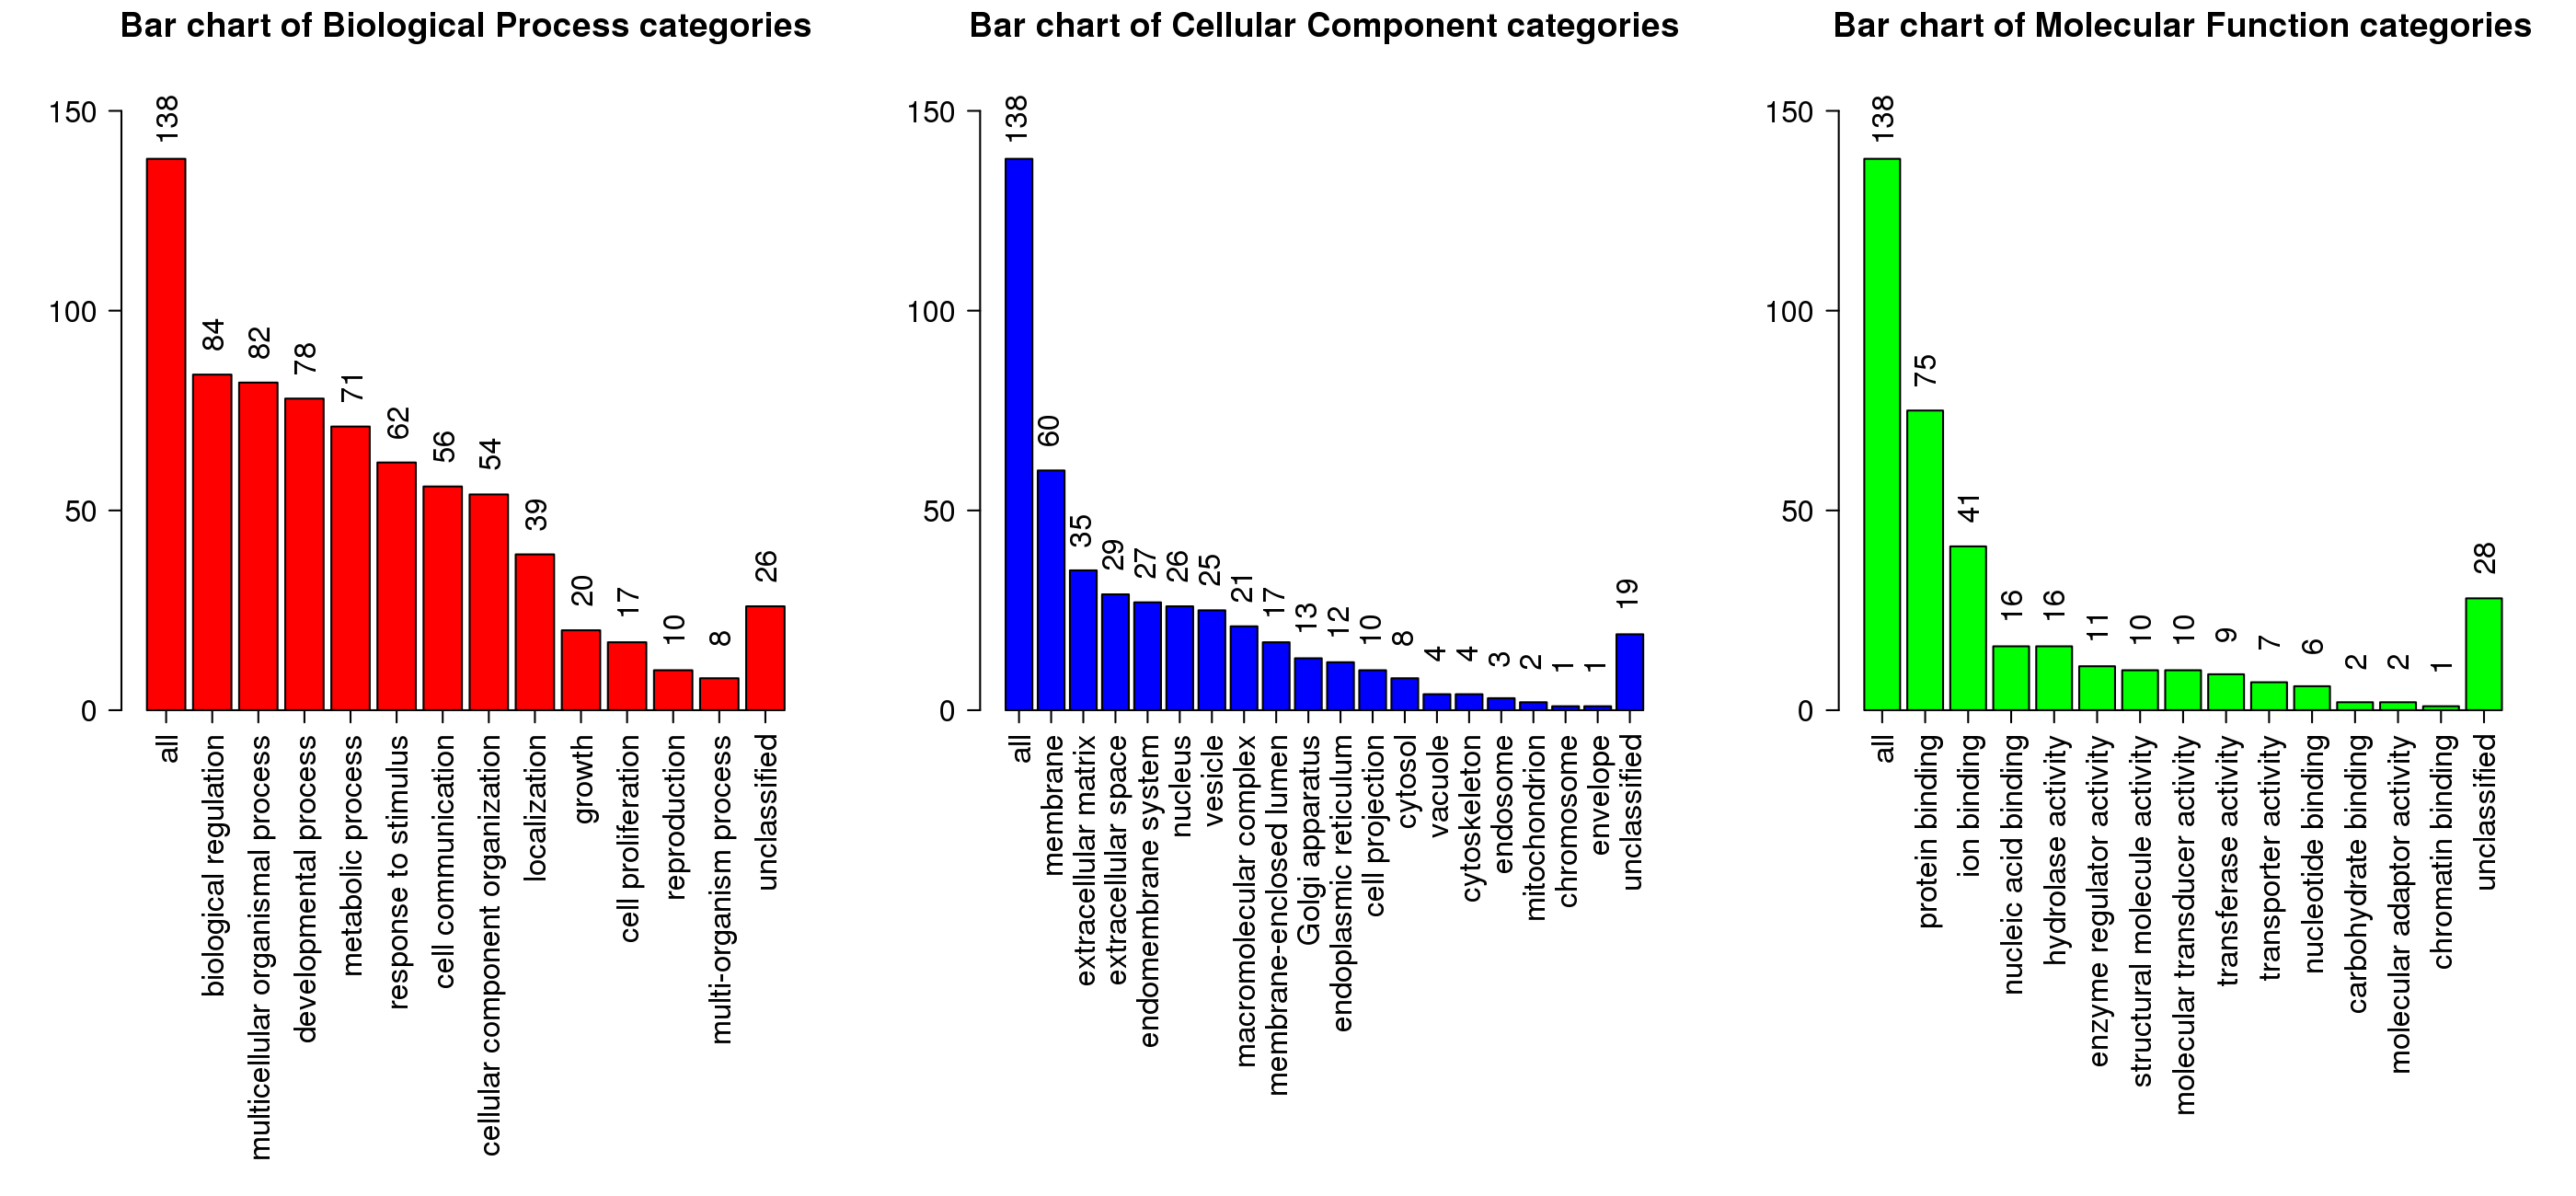 Bar chart of Biological Process categories
150
100
50
0
138
84
82
78
71
62
56
54
39
20
17
10
8
26
all
biological regulation
multicellular organismal process
developmental process
metabolic process
response to stimulus
cell communication
cellular component organization
localization
growth
cell proliferation
reproduction
multi-organism process
unclassified
Bar chart of Cellular Component categories
150
100
50
0
138
60
35
29
27
26
25
21
17
13
12
10
8
4
4
3
2
1
1
19
all
membrane
extracellular matrix
extracellular space
endomembrane system
nucleus
vesicle
macromolecular complex
membrane-enclosed lumen
Golgi apparatus
endoplasmic reticulum
cell projection
cytosol
vacuole
cytoskeleton
endosome
mitochondrion
chromosome
envelope
unclassified
Bar chart of Molecular Function categories
150
100
50
0
138
75
41
16
16
11
10
10
9
7
6
2
2
1
28
all
protein binding
ion binding
nucleic acid binding
hydrolase activity
enzyme regulator activity
structural molecule activity
molecular transducer activity
transferase activity
transporter activity
nucleotide binding
carbohydrate binding
molecular adaptor activity
chromatin binding
unclassified